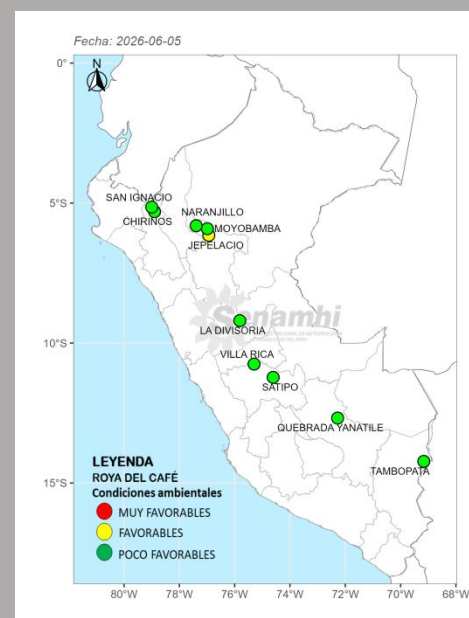 Fecha: 2026-06-05
N
0°
5°S
SAN IGNACIO
CHIRINOS
NARANJILLO
MOYOBAMBA
JEPELACIO
Senamhi
LA DIVISORIA
10°S
VILLA RICA
SATIPO
QUEBRADA YANATILE
TAMBOPATA
15°S
LEYENDA
ROYA DEL CAFÉ
Condiciones ambientales
MUY FAVORABLES
FAVORABLES
POCO FAVORABLES
80°W 78°W 76°W 74°W 72°W 70°W 68°W